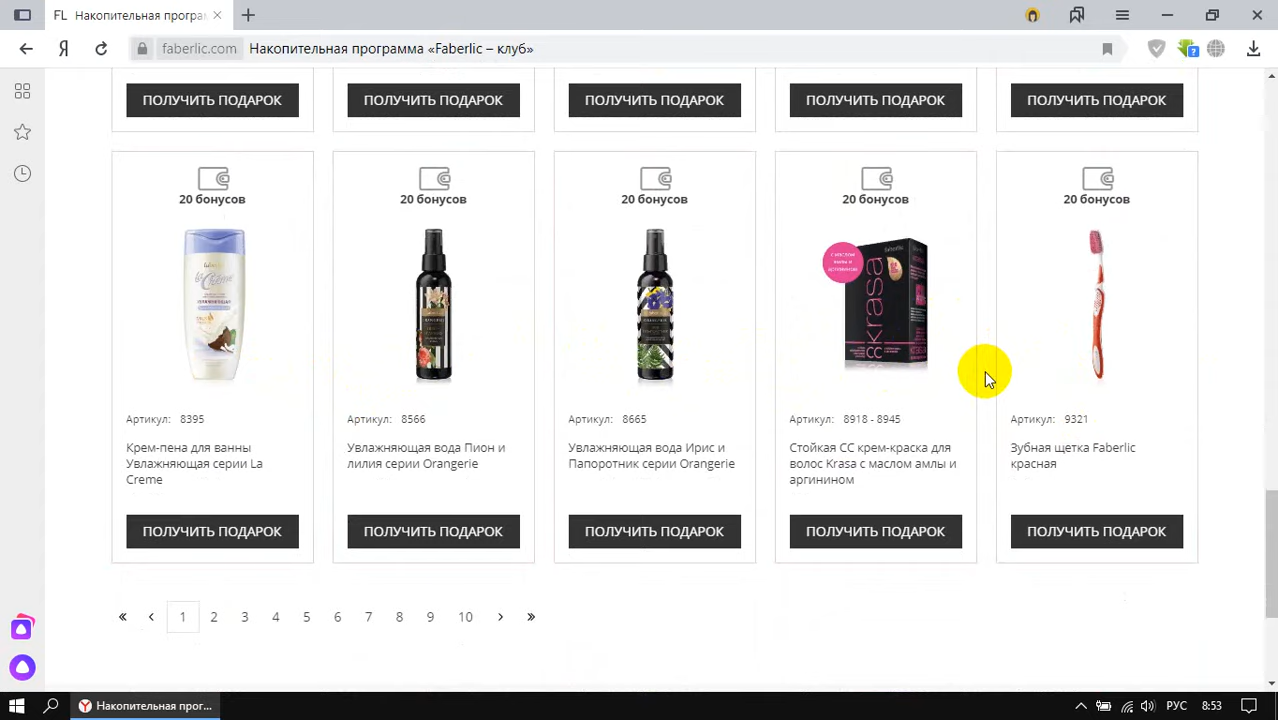 FL Накопительная програм
faberlic.com Накопительная программа «Faberlic – клуб»
ПОЛУЧИТЬ ПОДАРОК ПОЛУЧИТЬ ПОДАРОК ПОЛУЧИТЬ ПОДАРОК ПОЛУЧИТЬ ПОДАРОК ПОЛУЧИТЬ ПОДАРОК
20 бонусов 20 бонусов 20 бонусов 20 бонусов 20 бонусов
krasa
Артикул: 8395
Крем-пена для ванны
Увлажняющая серии La
Creme
Артикул: 8566
Увлажняющая вода Пион и
лилия серии Orangerie
Артикул: 8665
Увлажняющая вода Ирис и
Папоротник серии Orangerie
Артикул: 8918 - 8945
Стойкая СС крем-краска для
волос Krasa с маслом амлы и
аргинином
Артикул: 9321
Зубная щетка Faberlic
красная
ПОЛУЧИТЬ ПОДАРОК ПОЛУЧИТЬ ПОДАРОК ПОЛУЧИТЬ ПОДАРОК ПОЛУЧИТЬ ПОДАРОК ПОЛУЧИТЬ ПОДАРОК
« ‹ 1 2 3 4 5 6 7 8 9 10 › »
Накопительная прог... РУС 8:53